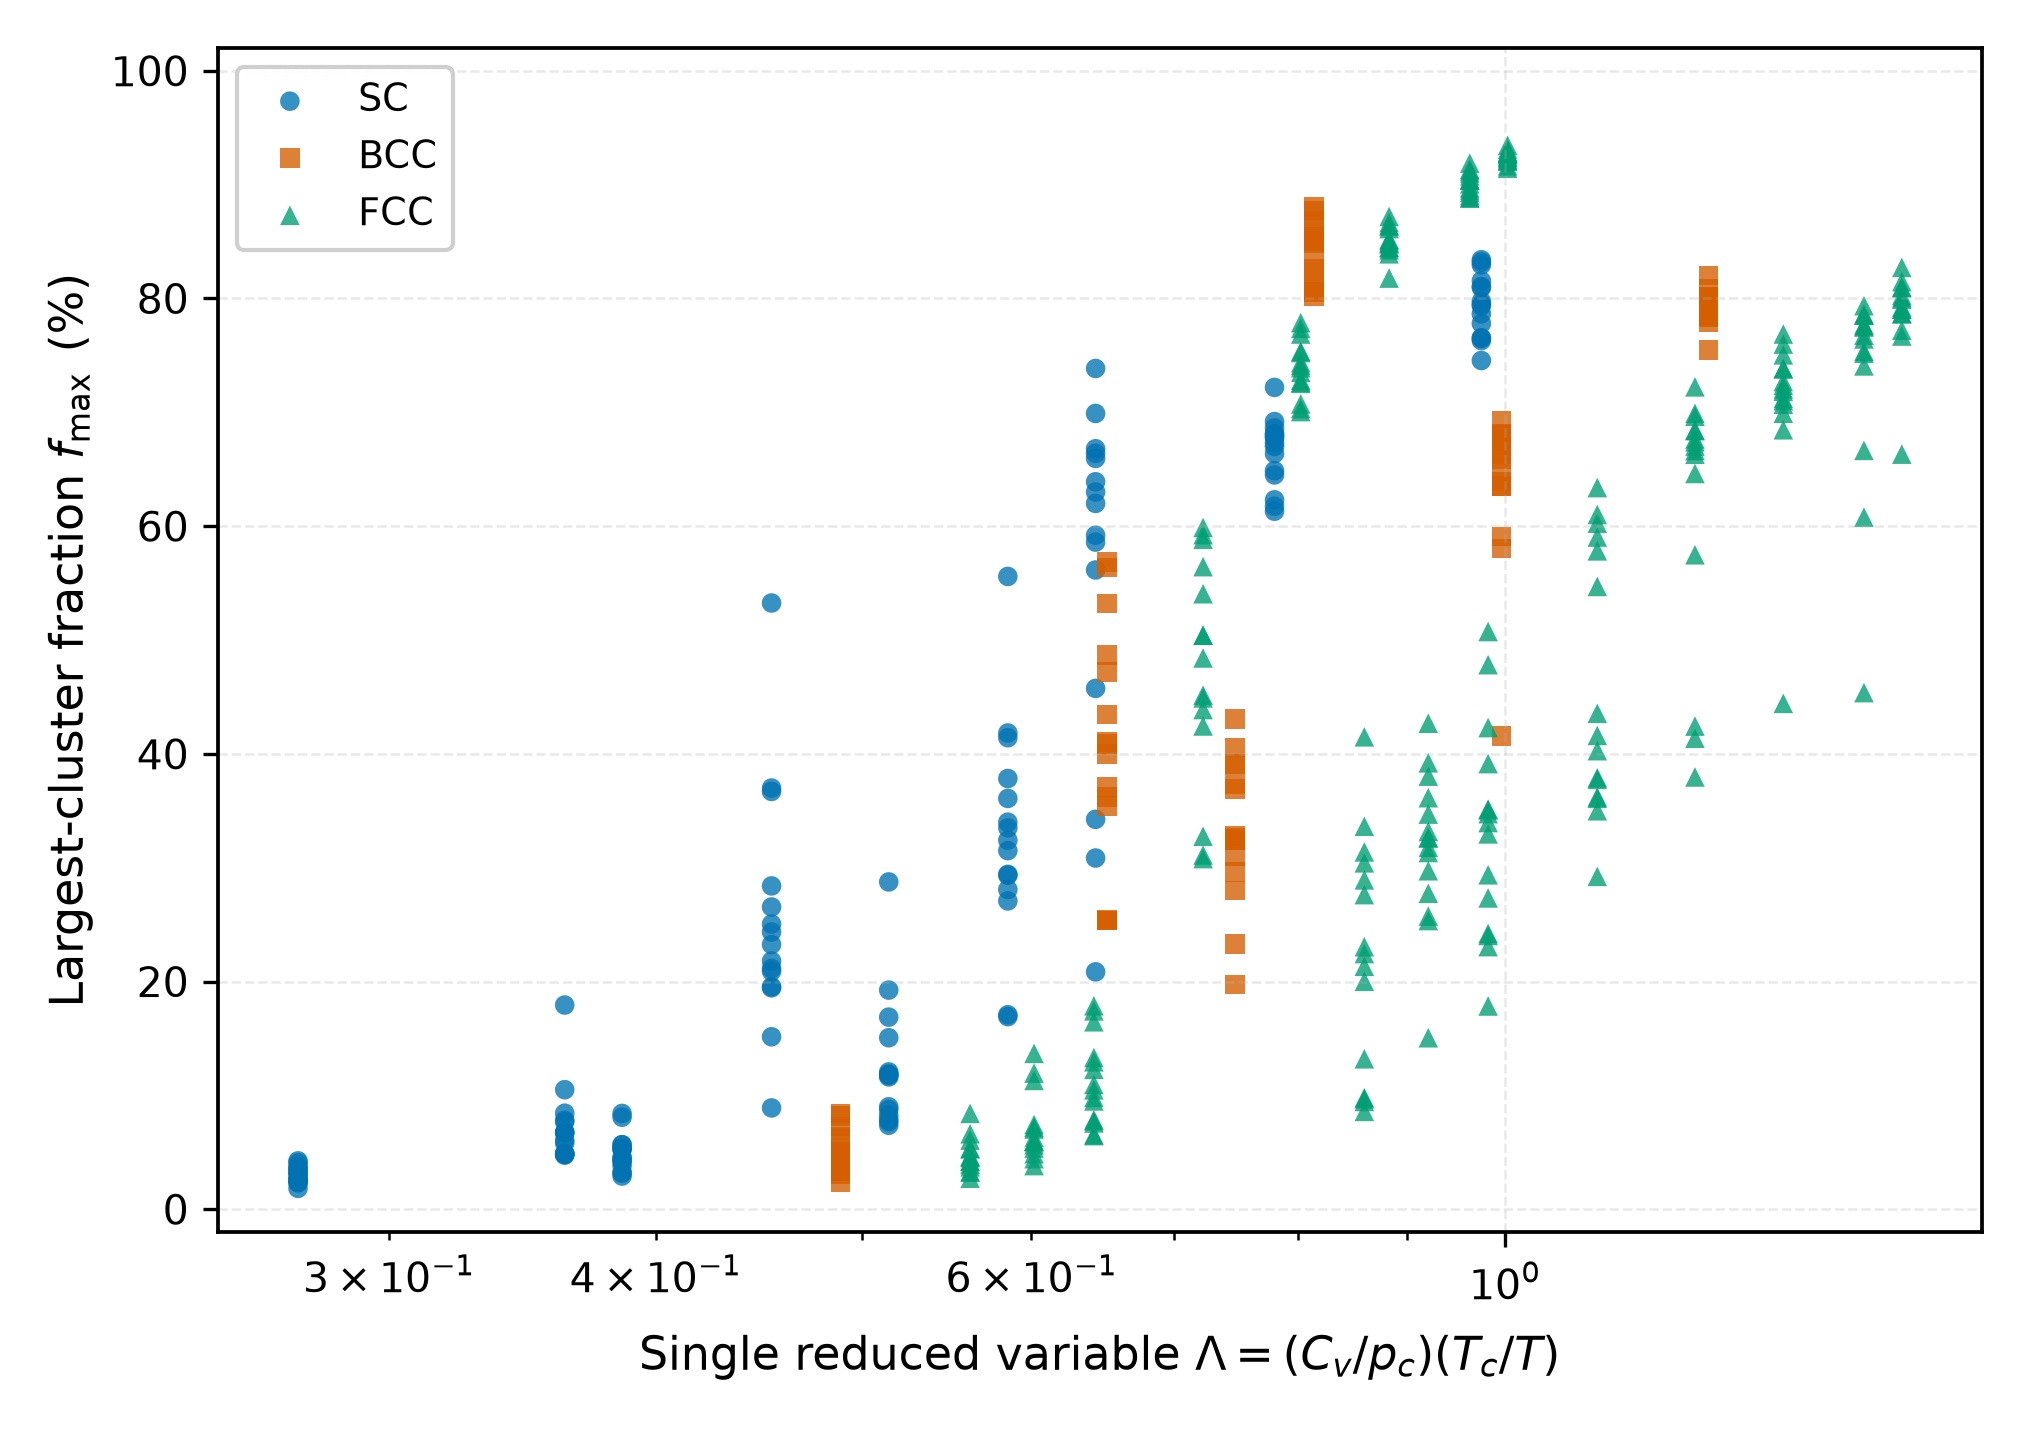 100
80
60
40
20
0
Largest-cluster fraction f_max (%)
SC
BCC
FCC
3 × 10⁻¹
4 × 10⁻¹
6 × 10⁻¹
10⁰
Single reduced variable Λ = (C_v/p_c)(T_c/T)